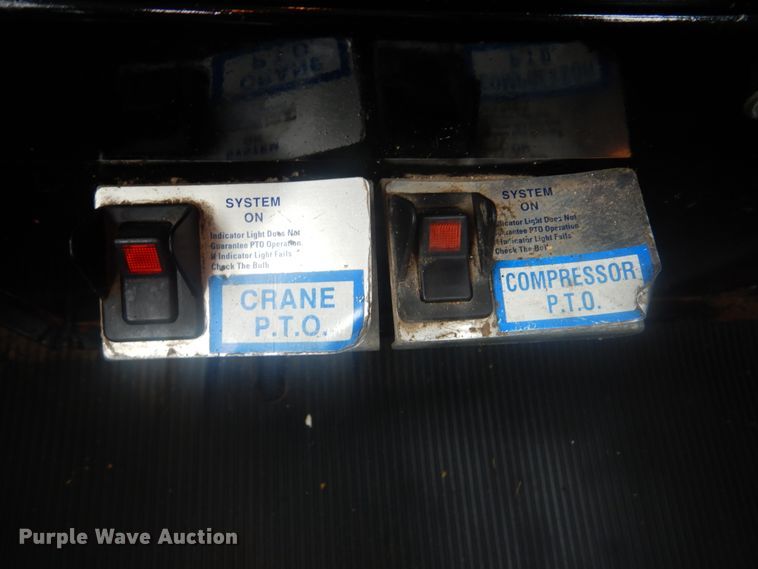 SYSTEM
ON
Indicator Light Does Not
Guarantee PTO Operation
If Indicator Light Fails
Check The Bulb
CRANE
P.T.O.
SYSTEM
ON
Indicator Light Does Not
Guarantee PTO Operation
If Indicator Light Fails
Check The Bulb
COMPRESSOR
P.T.O.
Purple Wave Auction